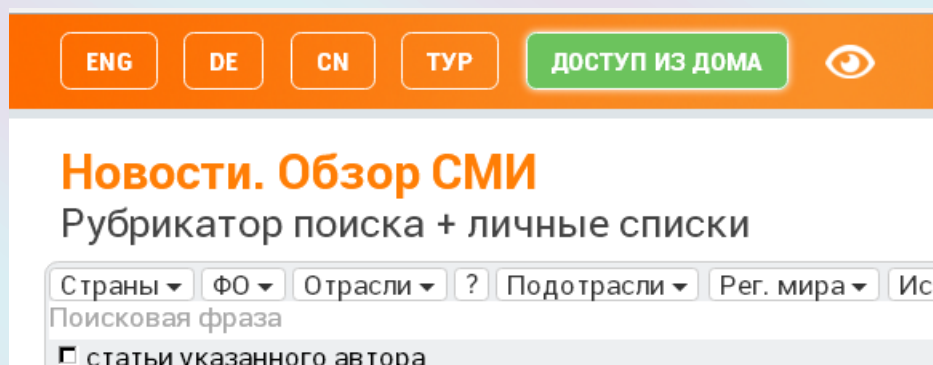 ENG DE CN ТУР ДОСТУП ИЗ ДОМА
Новости. Обзор СМИ
Рубрикатор поиска + личные списки
Страны ФО Отрасли ? Подотрасли Рег. мира Ис
Поисковая фраза
статьи указанного автора